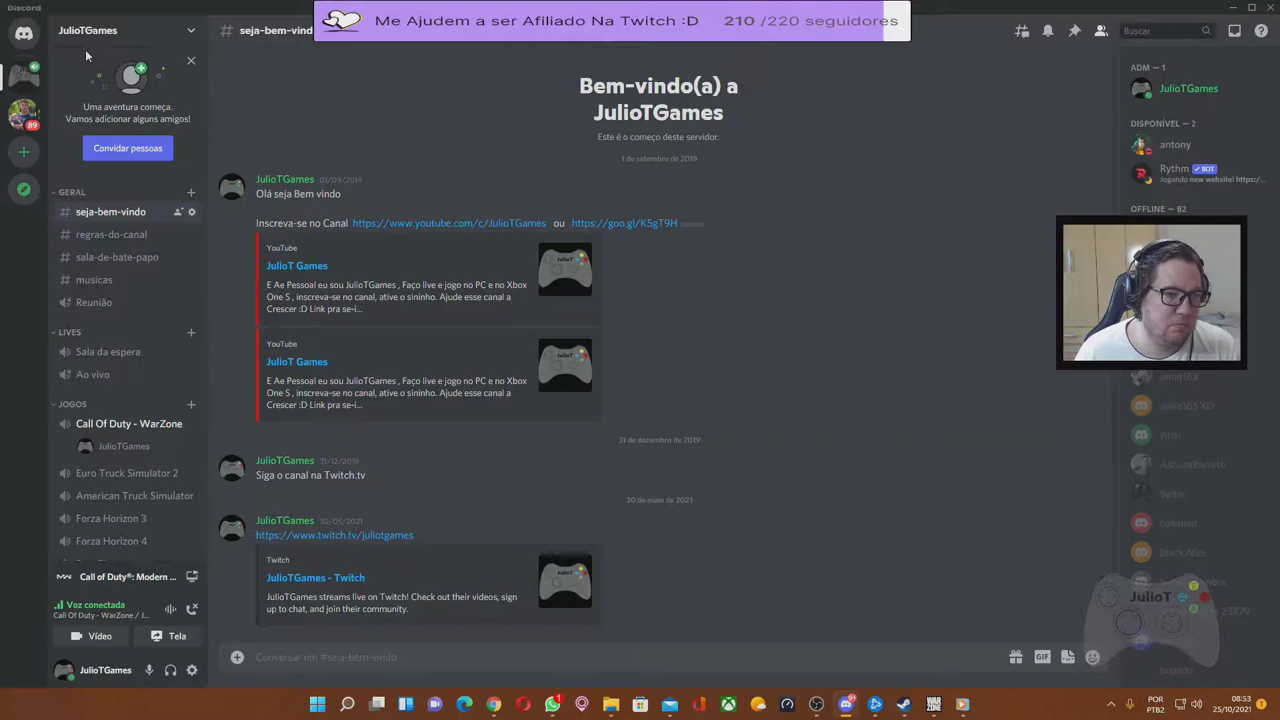 Discord
Me Ajudem a ser Afiliado Na Twitch :D 210 /220 seguidores
JulioTGames
# seja-bem-vind
Buscar
Uma aventura começa.
Vamos adicionar alguns amigos!
Convidar pessoas
89
GERAL
seja-bem-vindo
regras-do-canal
sala-de-bate-papo
musicas
Reunião
LIVES
Sala da espera
Ao vivo
JOGOS
Call Of Duty - WarZone
JulioTGames
Euro Truck Simulator 2
American Truck Simulator
Forza Horizon 3
Forza Horizon 4
Call of Duty®: Modern ...
Voz conectada
Call Of Duty - WarZone / J...
Vídeo
Tela
JulioTGames
Bem-vindo(a) a
JulioTGames
Este é o começo deste servidor.
1 de setembro de 2019
JulioTGames 01/09/2019
Olá seja Bem vindo
Inscreva-se no Canal https://www.youtube.com/c/JulioTGames ou https://goo.gl/K5gT9H
YouTube
JulioT Games
E Ae Pessoal eu sou JulioTGames , Faço live e jogo no PC e no Xbox
One S , inscreva-se no canal, ative o sininho. Ajude esse canal a
Crescer :D Link pra se-i...
YouTube
JulioT Games
E Ae Pessoal eu sou JulioTGames , Faço live e jogo no PC e no Xbox
One S , inscreva-se no canal, ative o sininho. Ajude esse canal a
Crescer :D Link pra se-i...
31 de dezembro de 2019
JulioTGames 31/12/2019
Siga o canal na Twitch.tv
30 de maio de 2021
JulioTGames 30/05/2021
https://www.twitch.tv/juliotgames
Twitch
JulioTGames - Twitch
JulioTGames streams live on Twitch! Check out their videos, sign
up to chat, and join their community.
Conversar em #seja-bem-vindo
GIF
ADM — 1
JulioTGames
DISPONÍVEL — 2
antony
Rythm BOT
Jogando new website! https:/...
OFFLINE — 82
JulioT
POR
PTB2
08:53
25/10/2021